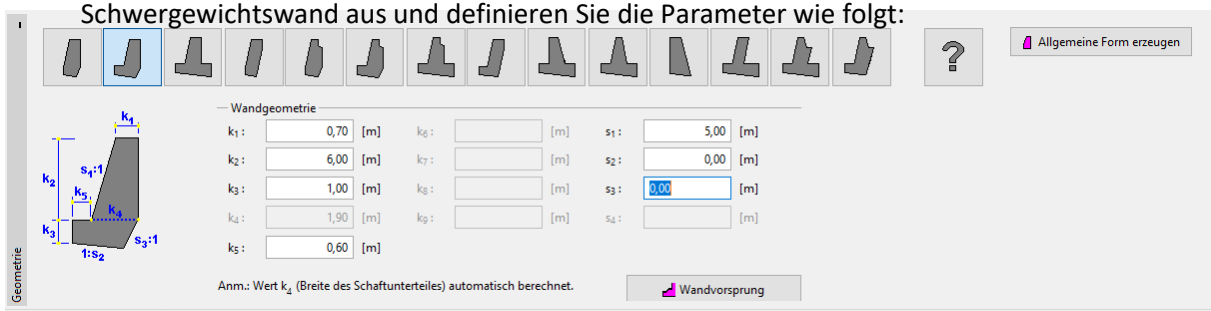 Schwergewichtswand aus und definieren Sie die Parameter wie folgt:
?
Allgemeine Form erzeugen
Wandgeometrie
k₁ : 0,70 [m] k₆ : [m] s₁ : 5,00 [m]
k₂ : 6,00 [m] k₇ : [m] s₂ : 0,00 [m]
k₃ : 1,00 [m] k₈ : [m] s₃ : 0,00 [m]
k₄ : 1,90 [m] k₉ : [m] s₄ : [m]
k₅ : 0,60 [m]
Anm.: Wert k₄ (Breite des Schaftunterteiles) automatisch berechnet.
Wandvorsprung
k₁
k₂
s₁:1
k₅
k₄
k₃
s₃:1
1:s₂
Geometrie